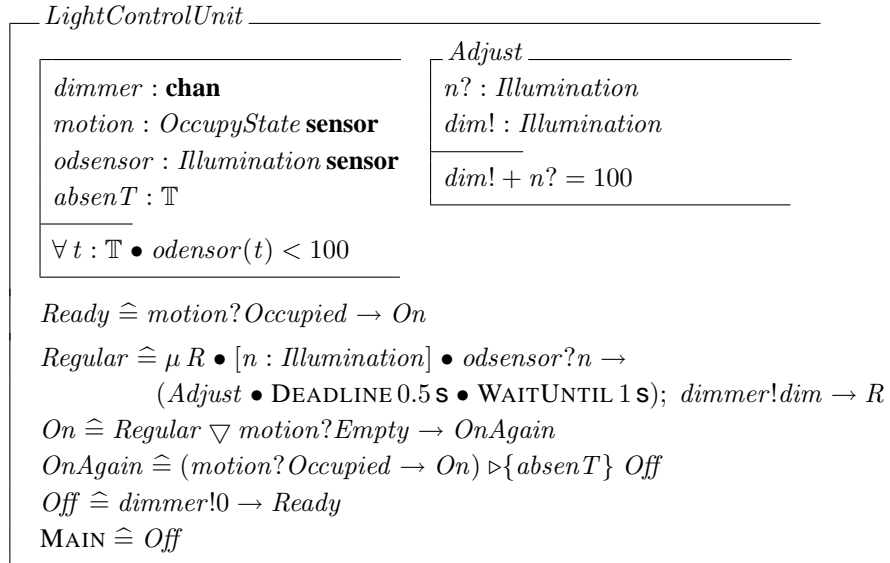 LightControlUnit
dimmer : chan
motion : OccupyState sensor
odsensor : Illumination sensor
absenT : 𝕋
∀ t : 𝕋 • odensor(t) < 100
Adjust
n? : Illumination
dim! : Illumination
dim! + n? = 100
Ready ≙ motion?Occupied → On
Regular ≙ μ R • [n : Illumination] • odsensor?n →
(Adjust • DEADLINE 0.5 s • WAITUNTIL 1 s); dimmer!dim → R
On ≙ Regular ▽ motion?Empty → OnAgain
OnAgain ≙ (motion?Occupied → On) ▷{absenT} Off
Off ≙ dimmer!0 → Ready
MAIN ≙ Off